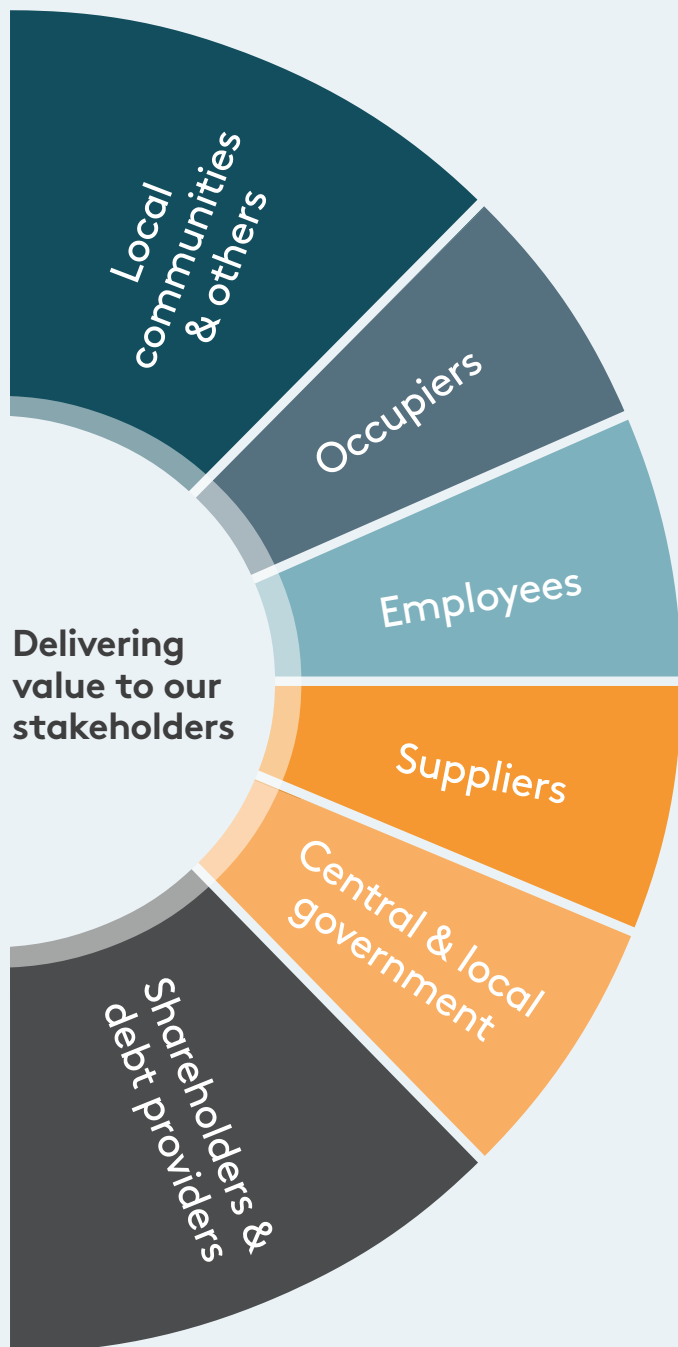 Local
communities
& others
Occupiers
Employees
Delivering
value to our
stakeholders
Suppliers
Central & local
government
Shareholders &
debt providers